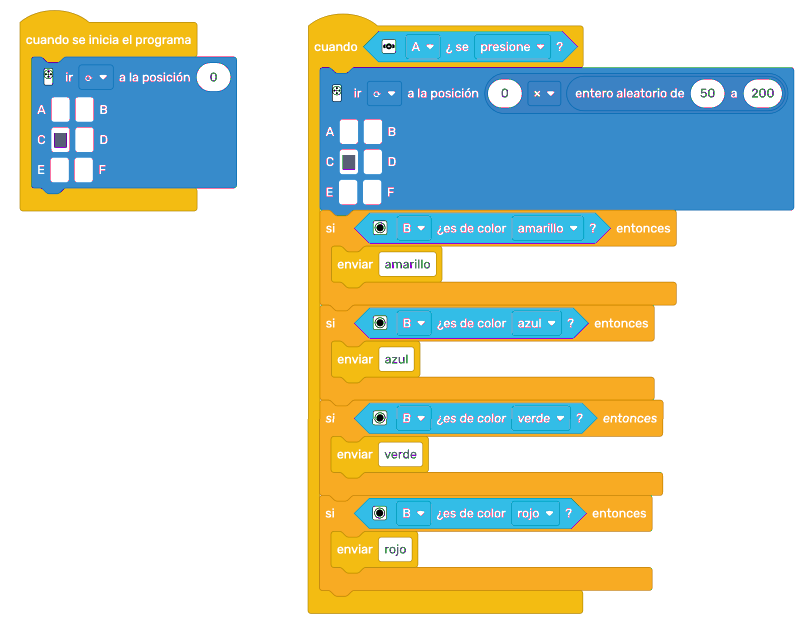 cuando se inicia el programa
ir a la posición 0
A B
C D
E F
cuando A ¿ se presione ?
ir a la posición 0 x entero aleatorio de 50 a 200
A B
C D
E F
si B ¿es de color amarillo ? entonces
enviar amarillo
si B ¿es de color azul ? entonces
enviar azul
si B ¿es de color verde ? entonces
enviar verde
si B ¿es de color rojo ? entonces
enviar rojo